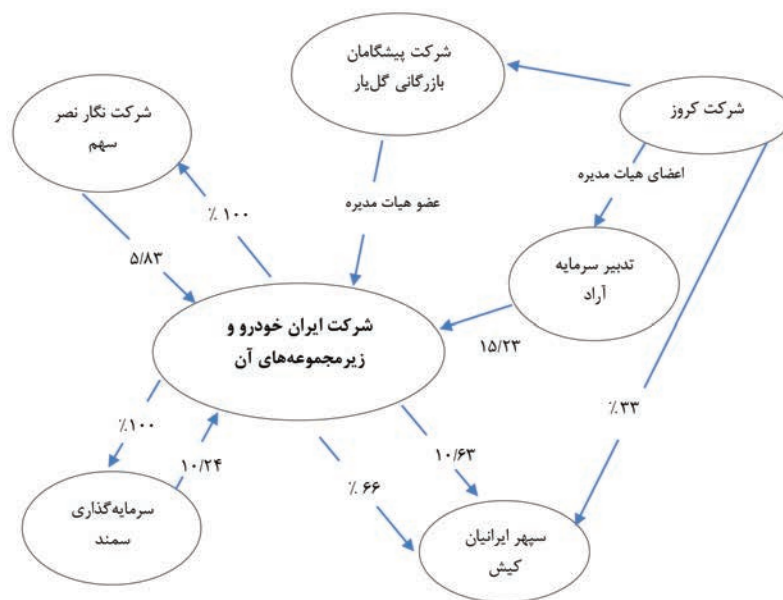 شرکت پیشگامان
بازرگانی گل‌یار
شرکت کروز
شرکت نگار نصر
سهم
اعضای هیات مدیره
عضو هیات مدیره
٪ ۱۰۰
۵/۸۳
تدبیر سرمایه
آراد
شرکت ایران خودرو و
زیرمجموعه‌های آن
۱۵/۲۳
٪۳۳
٪۱۰۰
۱۰/۲۴
۱۰/۶۳
٪ ۶۶
سرمایه‌گذاری
سمند
سپهر ایرانیان
کیش